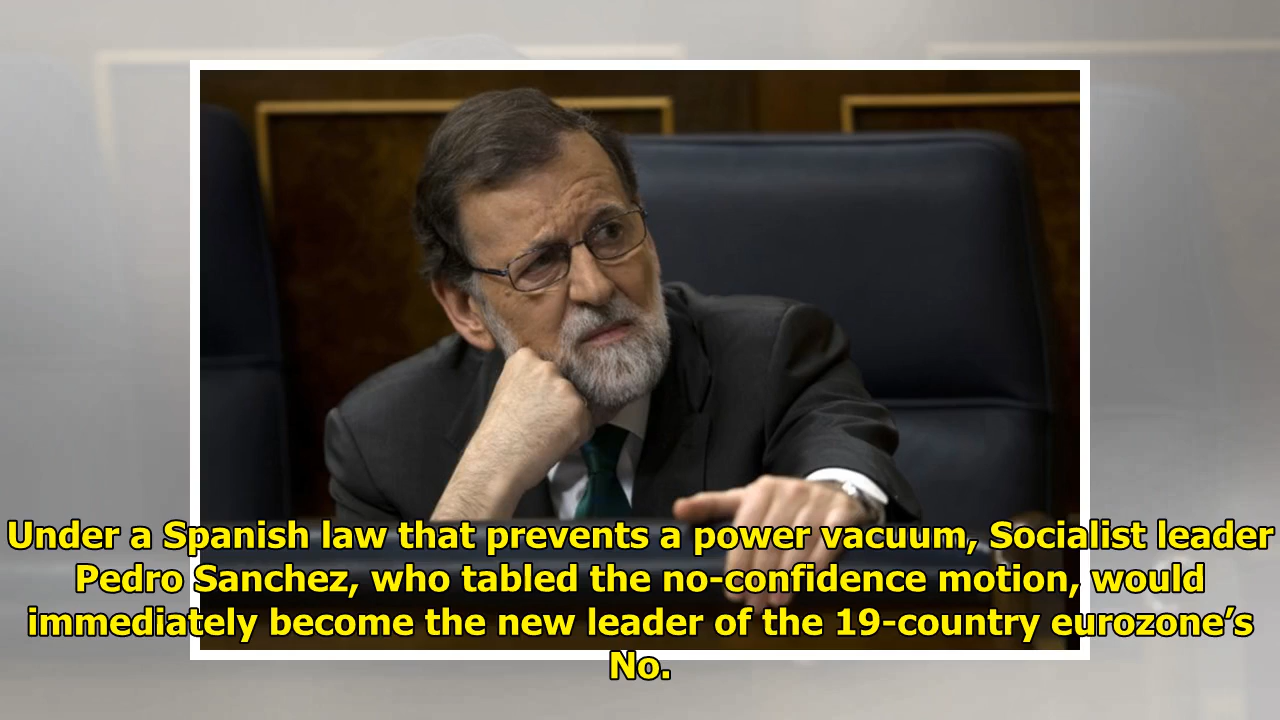 Under a Spanish law that prevents a power vacuum, Socialist leader
Pedro Sanchez, who tabled the no-confidence motion, would
immediately become the new leader of the 19-country eurozone’s
No.